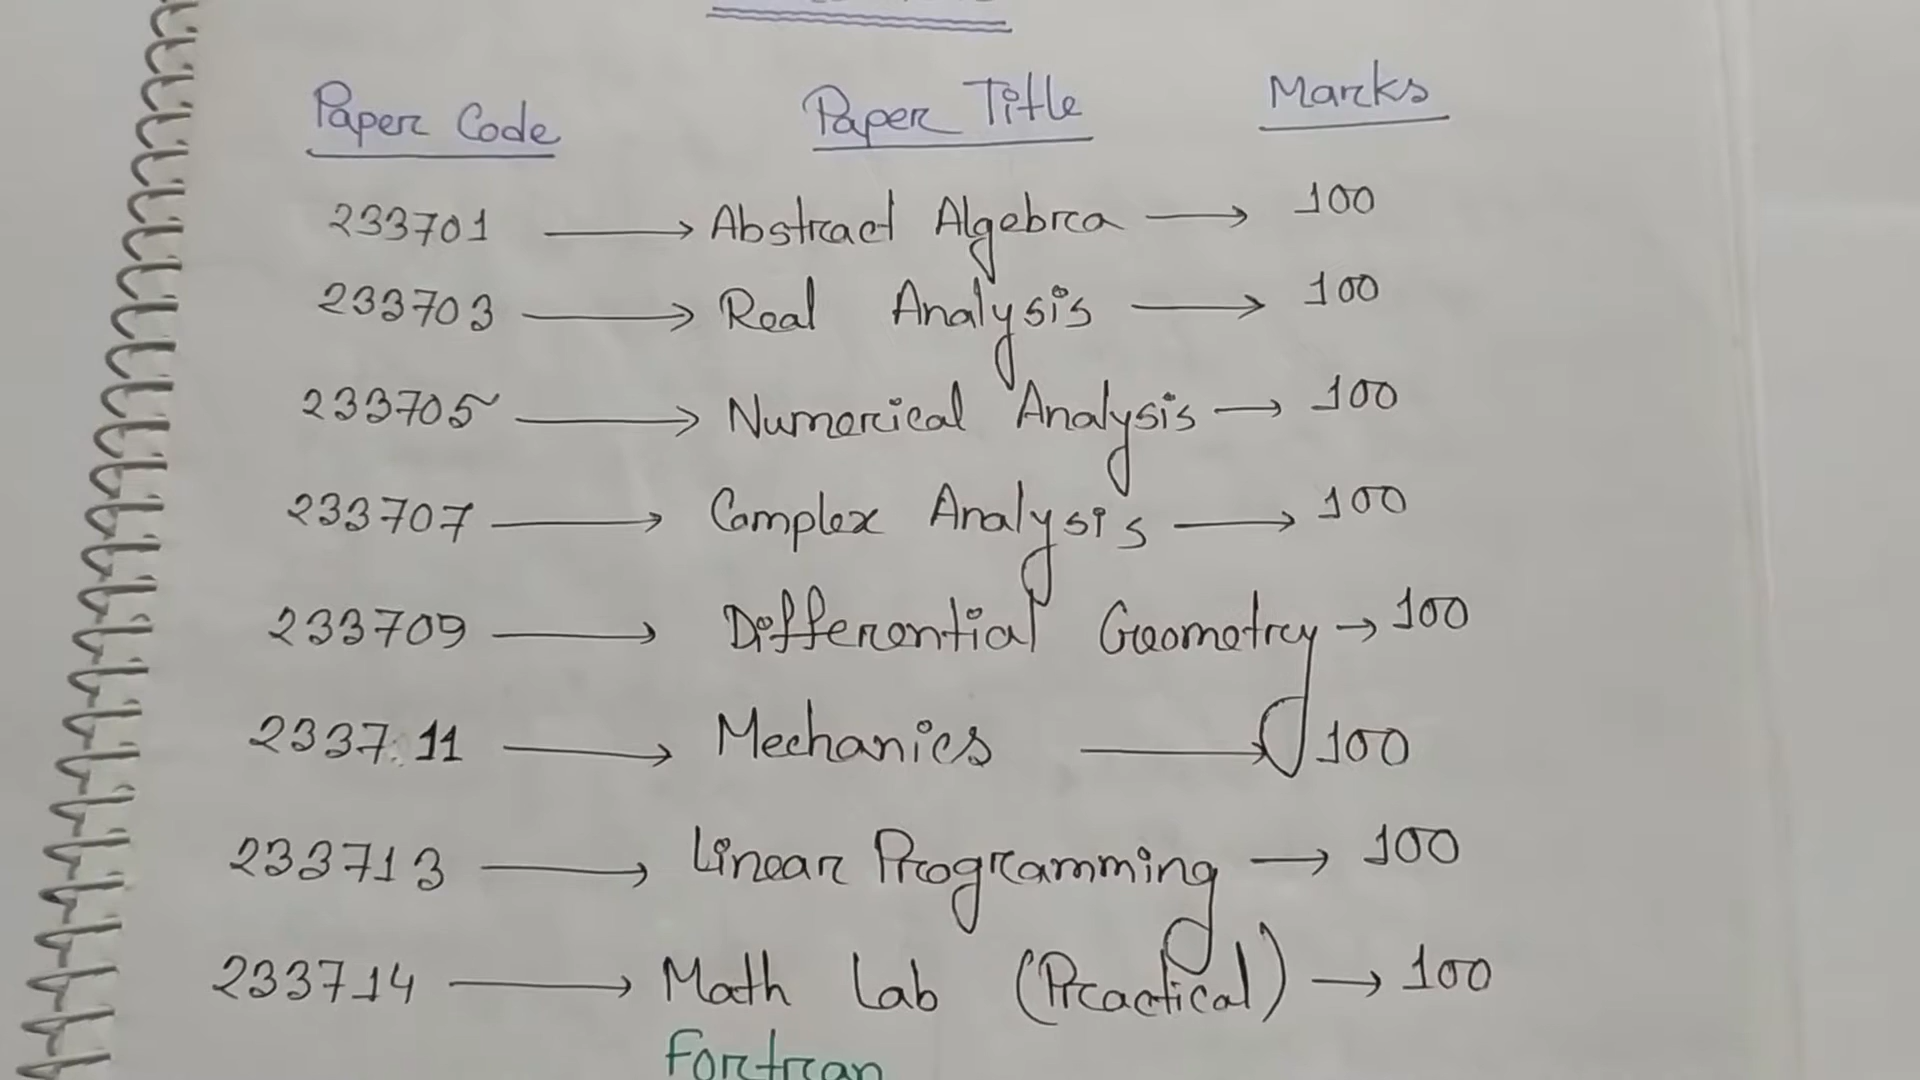 Paper Code Paper Title Marks
233701 → Abstract Algebra → 100
233703 → Real Analysis → 100
233705 → Numerical Analysis → 100
233707 → Complex Analysis → 100
233709 → Differential Geometry → 100
233711 → Mechanics → 100
233713 → Linear Programming → 100
233714 → Math Lab (Practical) → 100
Fortran